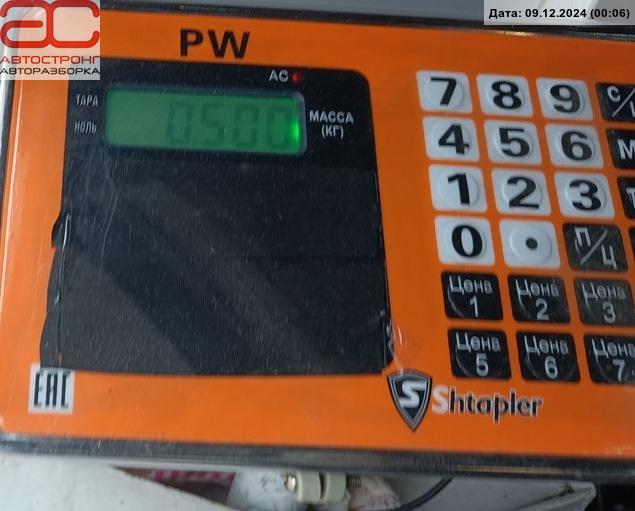 Дата: 09.12.2024 (00:06)
ac
АВТОСТРОНГ
АВТОРАЗБОРКА
PW
AC
ТАРА
НОЛЬ
0.500
МАССА
(КГ)
7 8 9 C/
4 5 6 М
1 2 3 Т
0 . П/Ц
Цена 1
Цена 2
Цена 3
Цена 5
Цена 6
Цена 7
EAC
S Shtapler